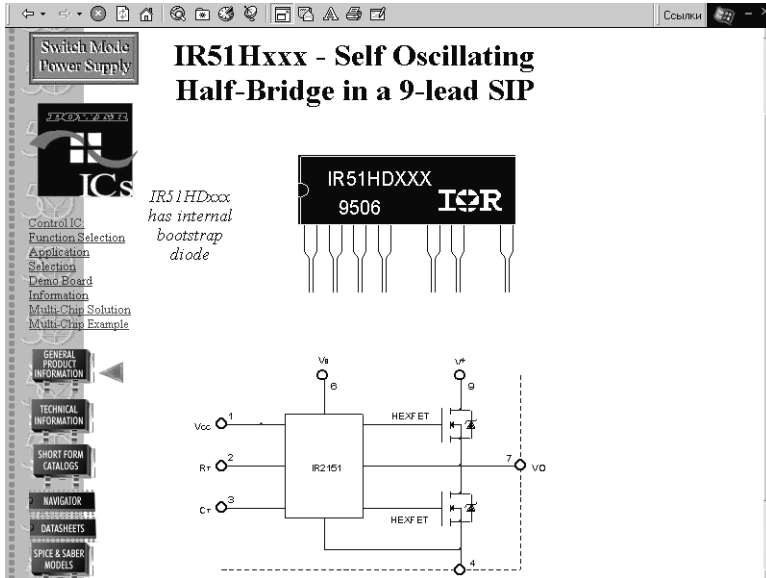 Ссылки
Switch Mode
Power Supply
IR51Hxxx - Self Oscillating
Half-Bridge in a 9-lead SIP
POWER
ICs
IR51HDxxx
has internal
bootstrap
diode
IR51HDXXX
9506
IOR
Control IC:
Function Selection
Application
Selection
Demo Board
Information
Multi-Chip Solution
Multi-Chip Example
GENERAL
PRODUCT
INFORMATION
TECHNICAL
INFORMATION
SHORT FORM
CATALOGS
NAVIGATOR
DATASHEETS
SPICE & SABER
MODELS
VB
6
V+
9
HEXFET
Vcc 1
RT 2
IR2151
7 VO
CT 3
HEXFET
4